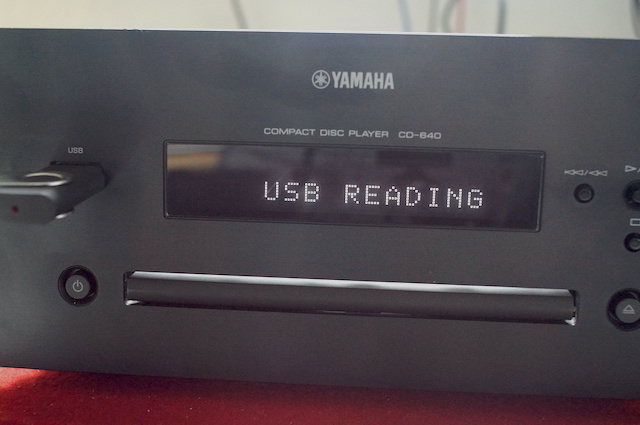 YAMAHA
COMPACT DISC PLAYER CD-640
USB
USB READING